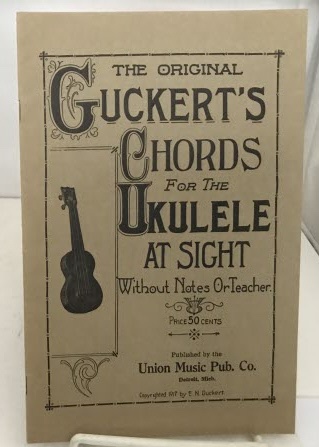 THE ORIGINAL
GUCKERT'S
CHORDS
FOR THE
UKULELE
AT SIGHT
Without Notes Or Teacher.
PRICE 50 CENTS
Published by the
Union Music Pub. Co.
Detroit, Mich.
Copyrighted 1917 by E. N. Guckert